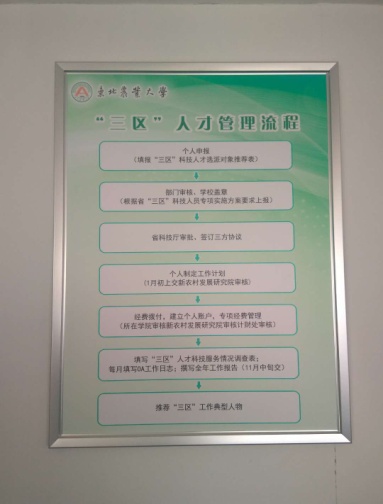 东北农业大学
“三区”人才管理流程
个人申报
（填报“三区”科技人才选派对象推荐表）
部门审核、学校盖章
（根据省“三区”科技人员专项实施方案要求上报）
省科技厅审批、签订三方协议
个人制定工作计划
（1月初上交新农村发展研究院审核）
经费拨付，建立个人账户，专项经费管理
（所在学院审核新农村发展研究院审核计财处审核）
填写“三区”人才科技服务情况调查表；
每月填写OA工作日志；撰写全年工作报告（11月中旬交）
推荐“三区”工作典型人物